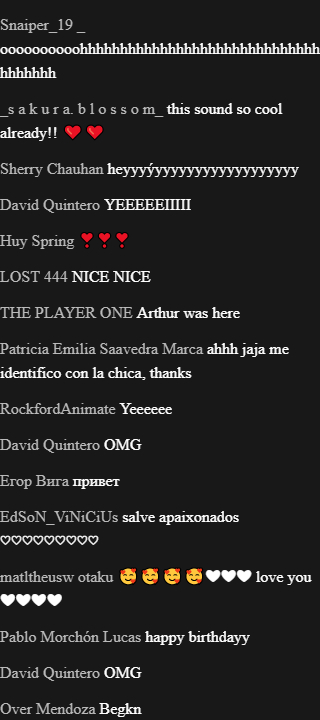 Snaiper_19 _
oooooooooohhhhhhhhhhhhhhhhhhhhhhhhhhhhhh
hhhhhhh
_s a k u r a. b l o s s o m_ this sound so cool
already!! ❤️ ❤️
Sherry Chauhan heyyyýyyyyyyyyyyyyyyyyyy
David Quintero YEEEEEIIIII
Huy Spring ❣️❣️❣️
LOST 444 NICE NICE
THE PLAYER ONE Arthur was here
Patricia Emilia Saavedra Marca ahhh jaja me
identifico con la chica, thanks
RockfordAnimate Yeeeeee
David Quintero OMG
Егор Вига привет
EdSoN_ViNiCiUs salve apaixonados
♡♡♡♡♡♡♡♡♡
matltheusw otaku 🥰 🥰 🥰 🥰🤍🤍🤍 love you
🤍🤍🤍🤍
Pablo Morchón Lucas happy birthdayy
David Quintero OMG
Over Mendoza Begkn